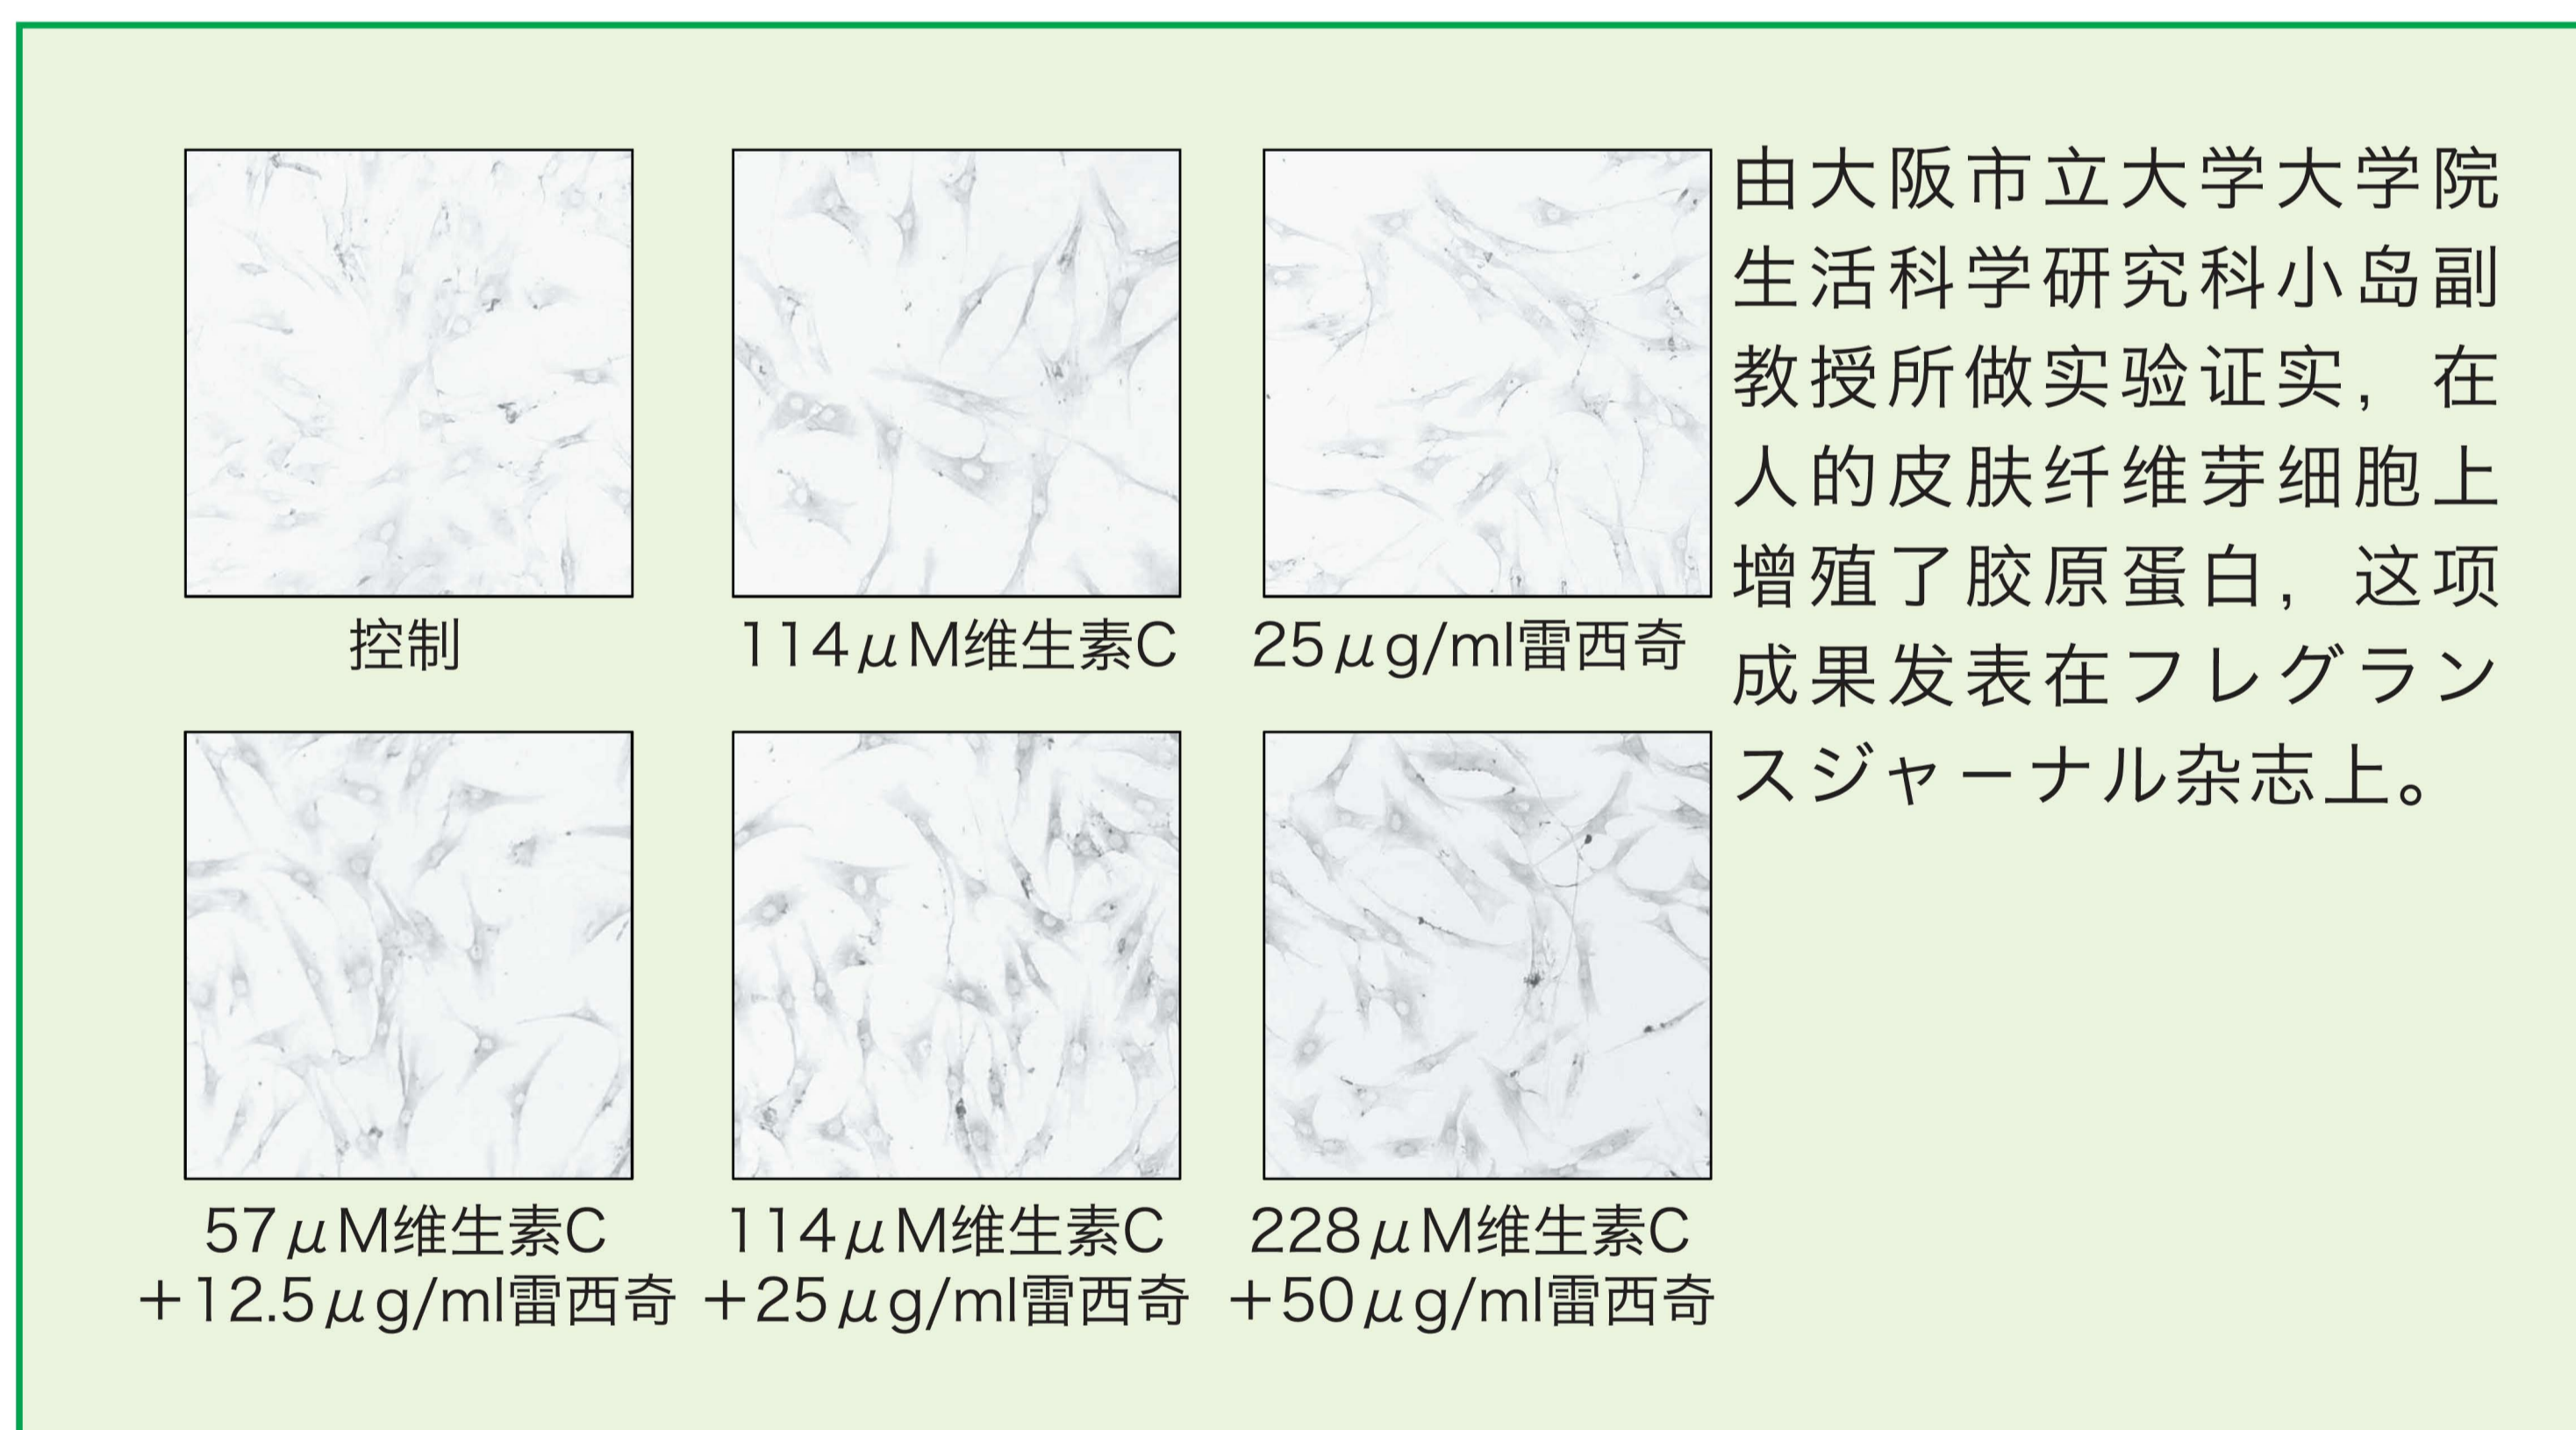 控制
114μM维生素C
25μg/ml雷西奇
57μM维生素C
+12.5μg/ml雷西奇
114μM维生素C
+25μg/ml雷西奇
228μM维生素C
+50μg/ml雷西奇
由大阪市立大学大学院
生活科学研究科小岛副
教授所做实验证实，在
人的皮肤纤维芽细胞上
增殖了胶原蛋白，这项
成果发表在フレグラン
スジャーナル杂志上。